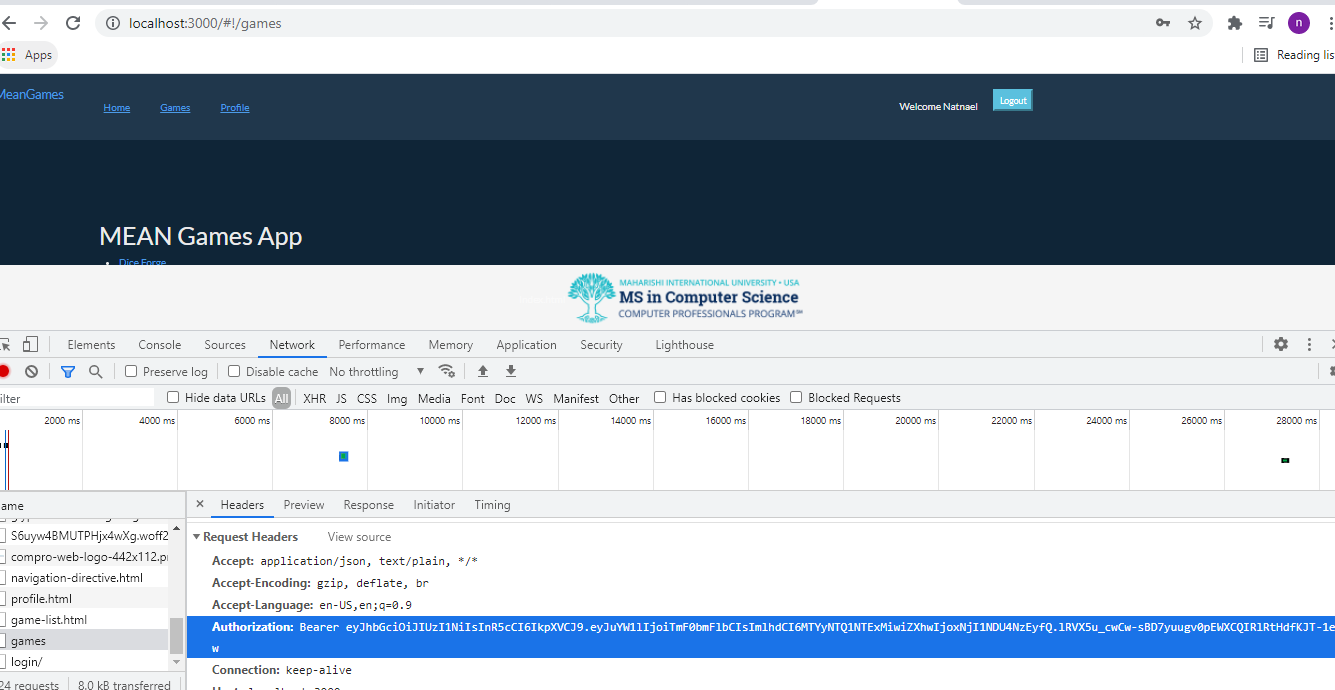 localhost:3000/#!/games
n
Apps
Reading lis
MeanGames
Home Games Profile
Welcome Natnael Logout
MEAN Games App
Dice Forge
MAHARISHI INTERNATIONAL UNIVERSITY • USA
MS in Computer Science
COMPUTER PROFESSIONALS PROGRAM℠
Elements Console Sources Network Performance Memory Application Security Lighthouse
Preserve log Disable cache No throttling
ilter Hide data URLs All XHR JS CSS Img Media Font Doc WS Manifest Other Has blocked cookies Blocked Requests
2000 ms 4000 ms 6000 ms 8000 ms 10000 ms 12000 ms 14000 ms 16000 ms 18000 ms 20000 ms 22000 ms 24000 ms 26000 ms 28000 ms
ame
S6uyw4BMUTPHjx4wXg.woff2
compro-web-logo-442x112.pr
navigation-directive.html
profile.html
game-list.html
games
login/
24 requests 8.0 kB transferred
Headers Preview Response Initiator Timing
Request Headers View source
Accept: application/json, text/plain, */*
Accept-Encoding: gzip, deflate, br
Accept-Language: en-US,en;q=0.9
Authorization: Bearer eyJhbGciOiJIUzI1NiIsInR5cCI6IkpXVCJ9.eyJuYW1lIjoiTmF0bmFlbCIsImlhdCI6MTYyNTQ1NTExMiwiZXhwIjoxNjI1NDU4NzEyfQ.lRVX5u_cwCw-sBD7yuugv0pEWXCQIRlRtHdfKJT-1e
w
Connection: keep-alive